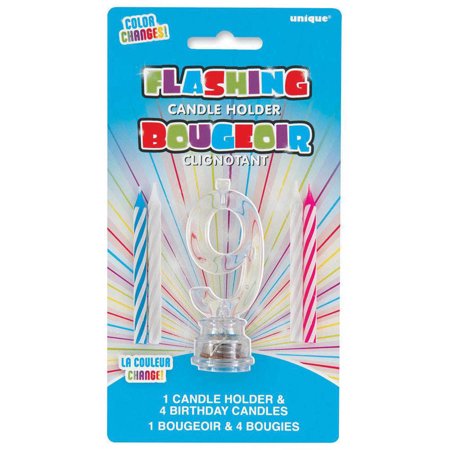 COLOR
CHANGES!
unique®
FLASHING
CANDLE HOLDER
BOUGEOIR
CLIGNOTANT
9
LA COULEUR
CHANGE!
1 CANDLE HOLDER &
4 BIRTHDAY CANDLES
1 BOUGEOIR & 4 BOUGIES